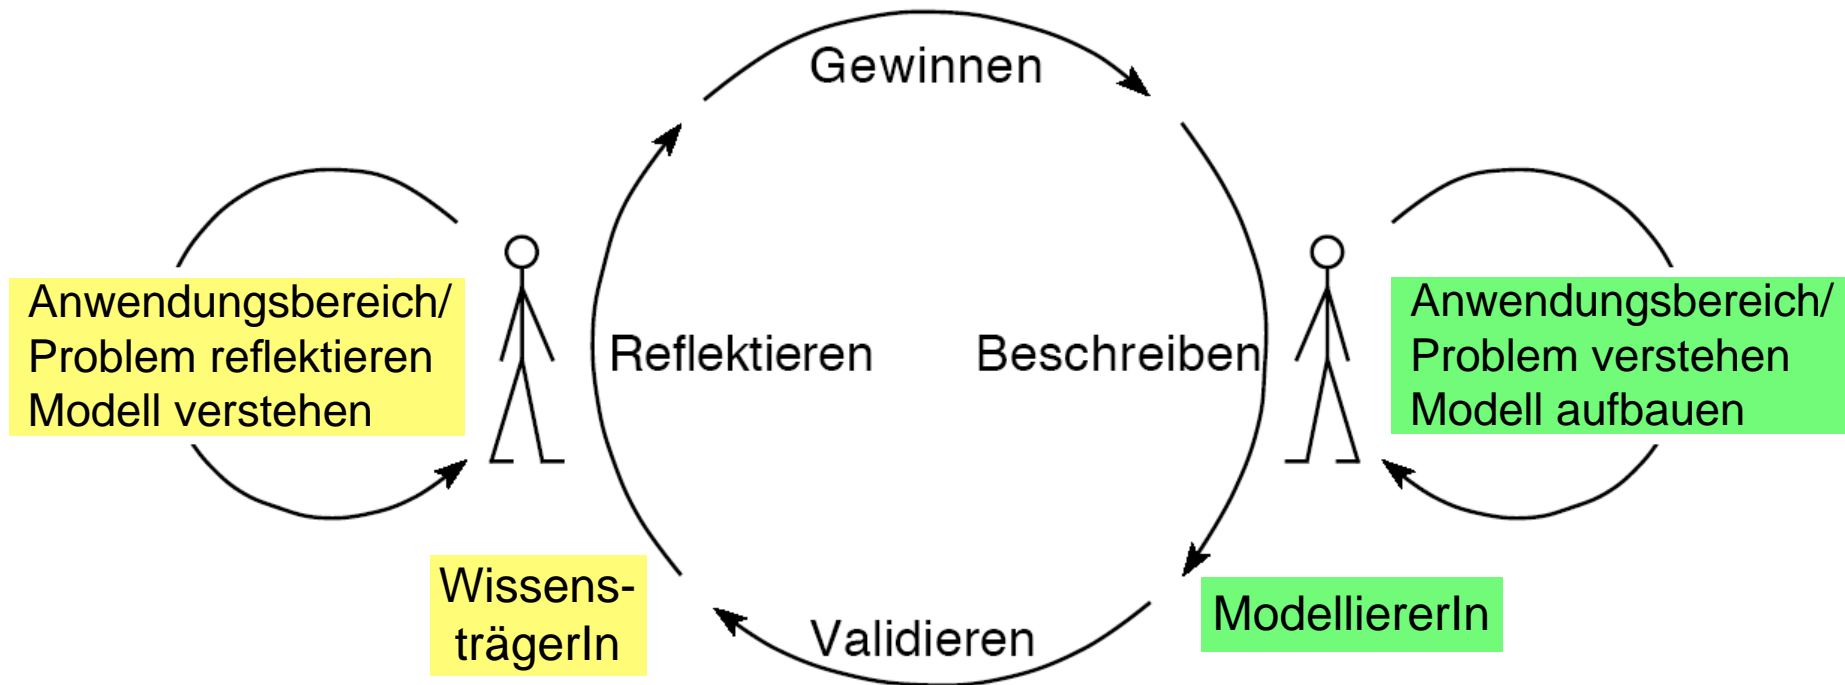 Gewinnen
Anwendungsbereich/
Problem reflektieren
Modell verstehen
Reflektieren
Beschreiben
Anwendungsbereich/
Problem verstehen
Modell aufbauen
Wissens-
trägerIn
Validieren
ModelliererIn